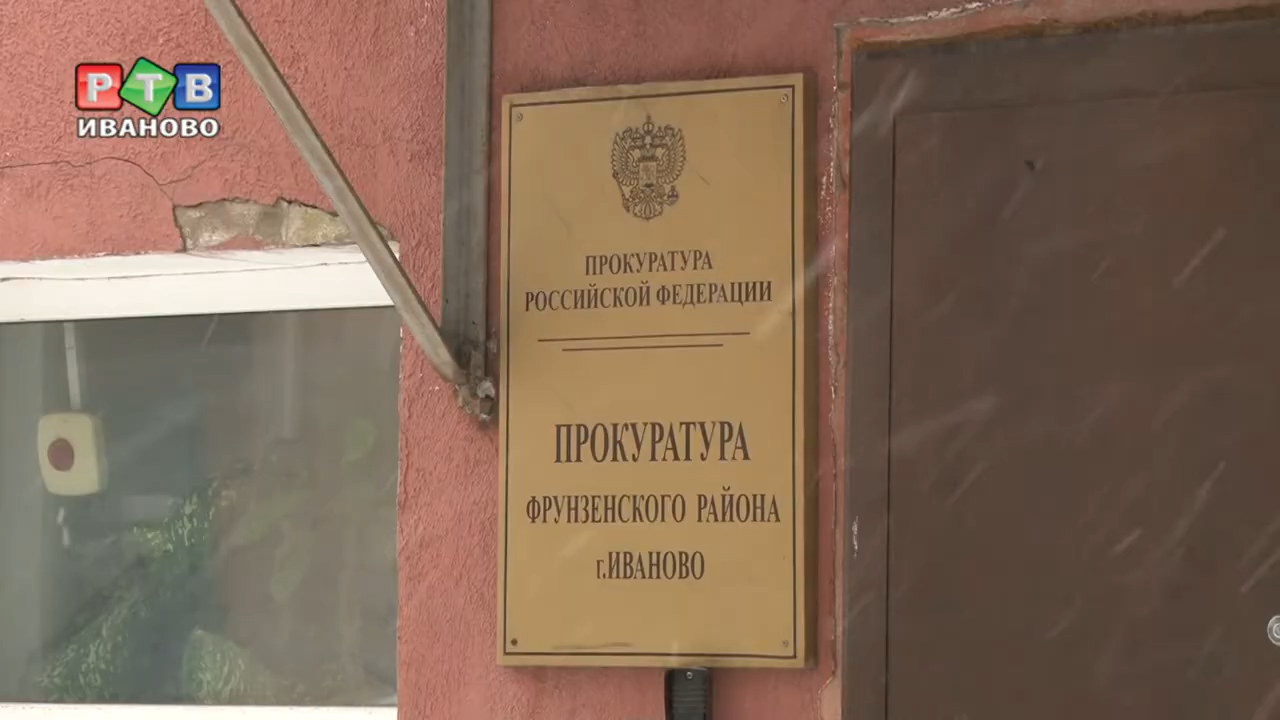 РТВ
ИВАНОВО
ПРОКУРАТУРА
РОССИЙСКОЙ ФЕДЕРАЦИИ
ПРОКУРАТУРА
ФРУНЗЕНСКОГО РАЙОНА
г.ИВАНОВО